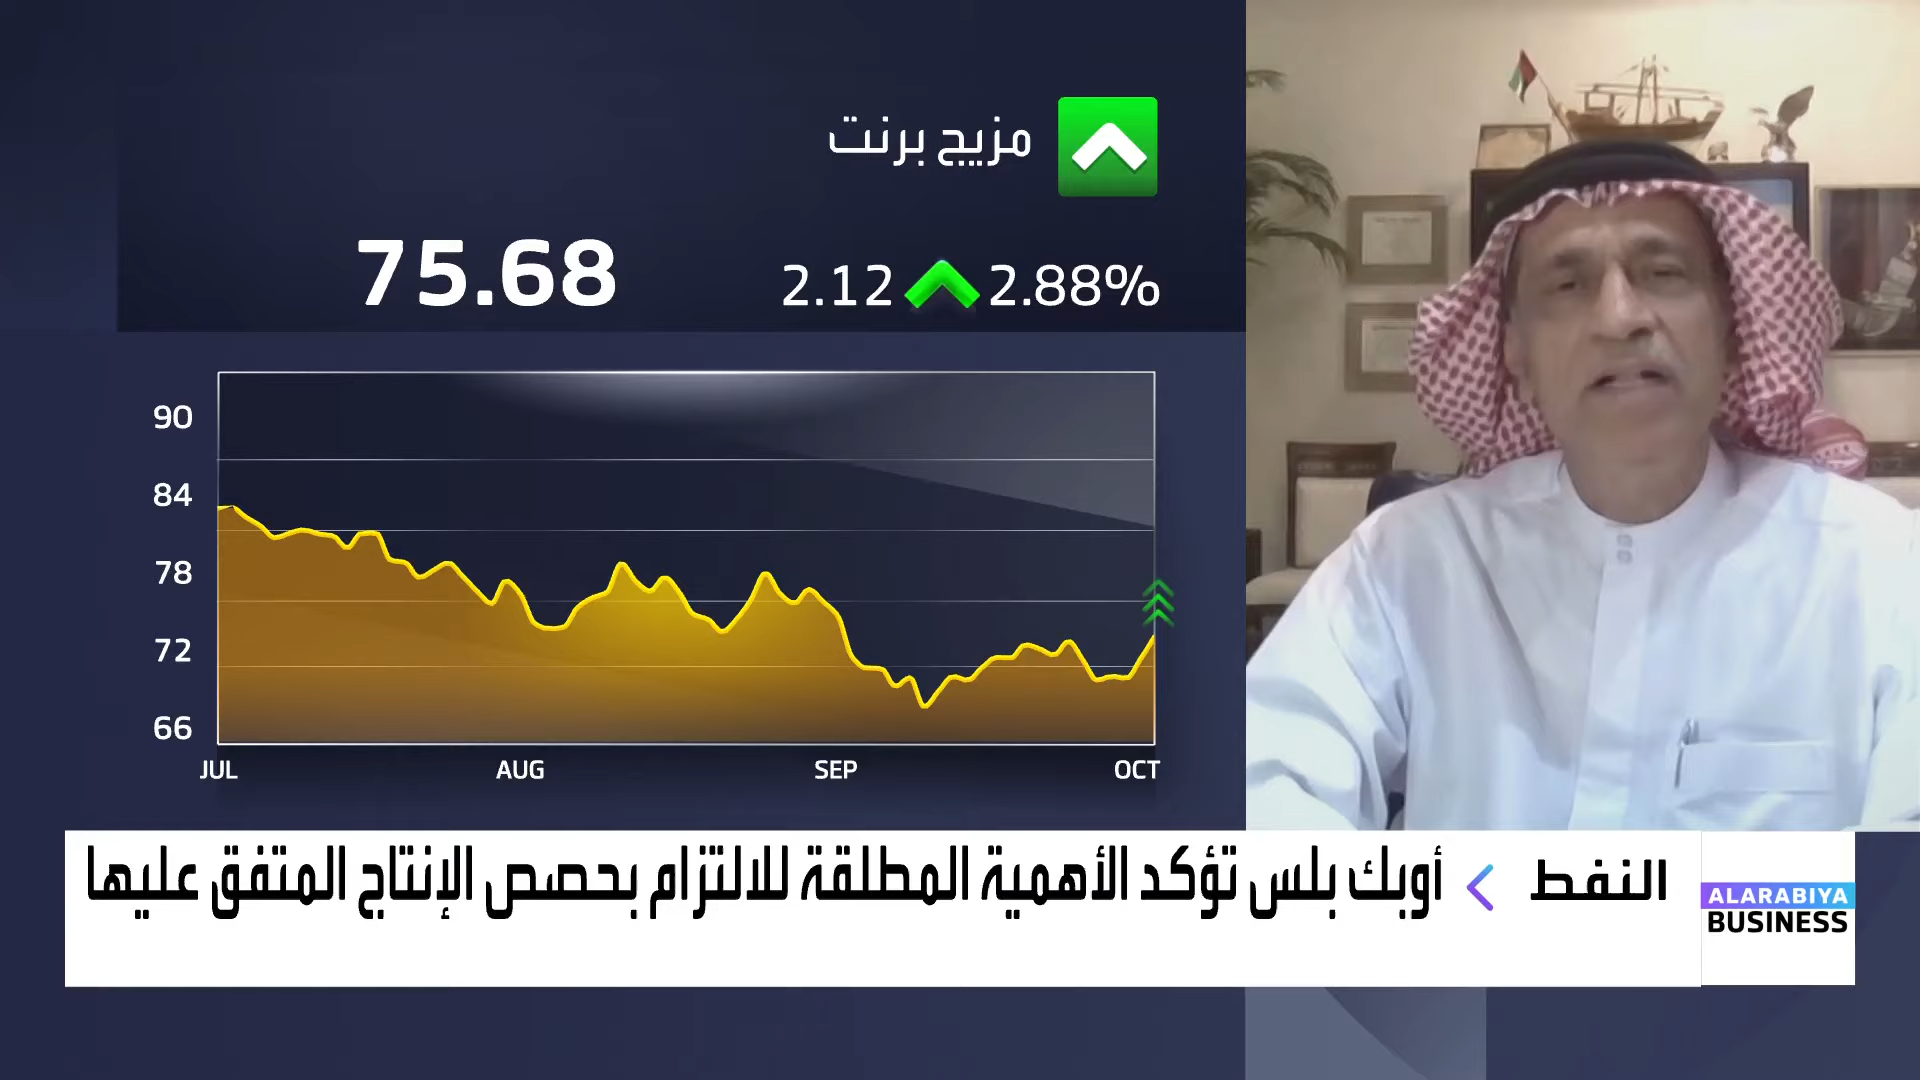 مزيج برنت
75.68
2.12 2.88%
90
84
78
72
66
JUL AUG SEP OCT
النفط
أوبك بلس تؤكد الأهمية المطلقة للالتزام بحصص الإنتاج المتفق عليها
ALARABIYA
BUSINESS